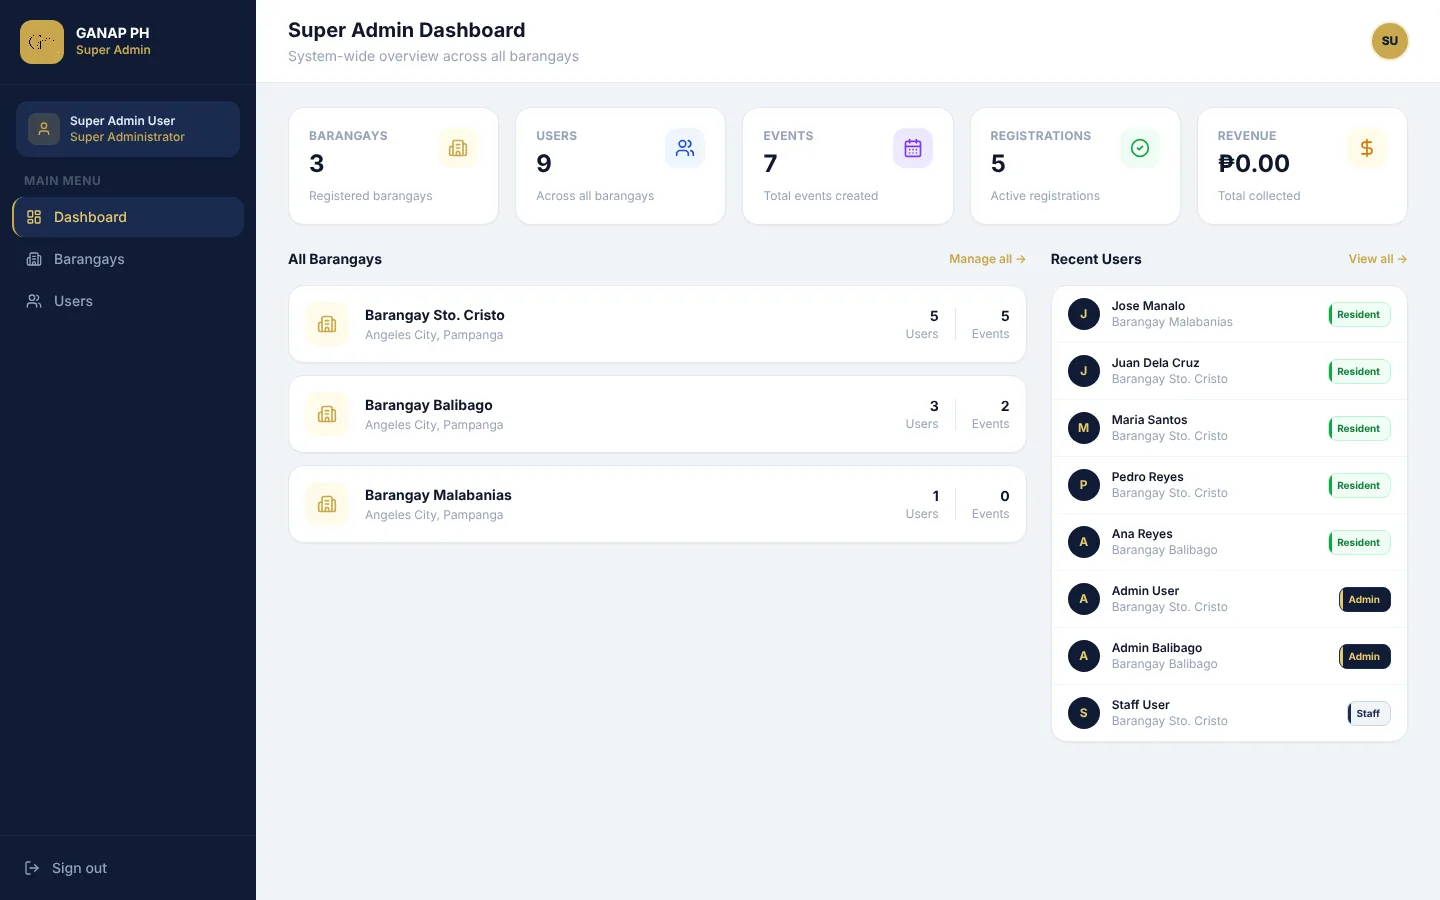 GANAP PH
Super Admin
Super Admin User
Super Administrator
MAIN MENU
Dashboard
Barangays
Users
Sign out
Super Admin Dashboard
System-wide overview across all barangays
SU
BARANGAYS
3
Registered barangays
USERS
9
Across all barangays
EVENTS
7
Total events created
REGISTRATIONS
5
Active registrations
REVENUE
₱0.00
Total collected
All Barangays
Manage all →
Barangay Sto. Cristo
Angeles City, Pampanga
5
Users
5
Events
Barangay Balibago
Angeles City, Pampanga
3
Users
2
Events
Barangay Malabanias
Angeles City, Pampanga
1
Users
0
Events
Recent Users
View all →
J
Jose Manalo
Barangay Malabanias
Resident
J
Juan Dela Cruz
Barangay Sto. Cristo
Resident
M
Maria Santos
Barangay Sto. Cristo
Resident
P
Pedro Reyes
Barangay Sto. Cristo
Resident
A
Ana Reyes
Barangay Balibago
Resident
A
Admin User
Barangay Sto. Cristo
Admin
A
Admin Balibago
Barangay Balibago
Admin
S
Staff User
Barangay Sto. Cristo
Staff